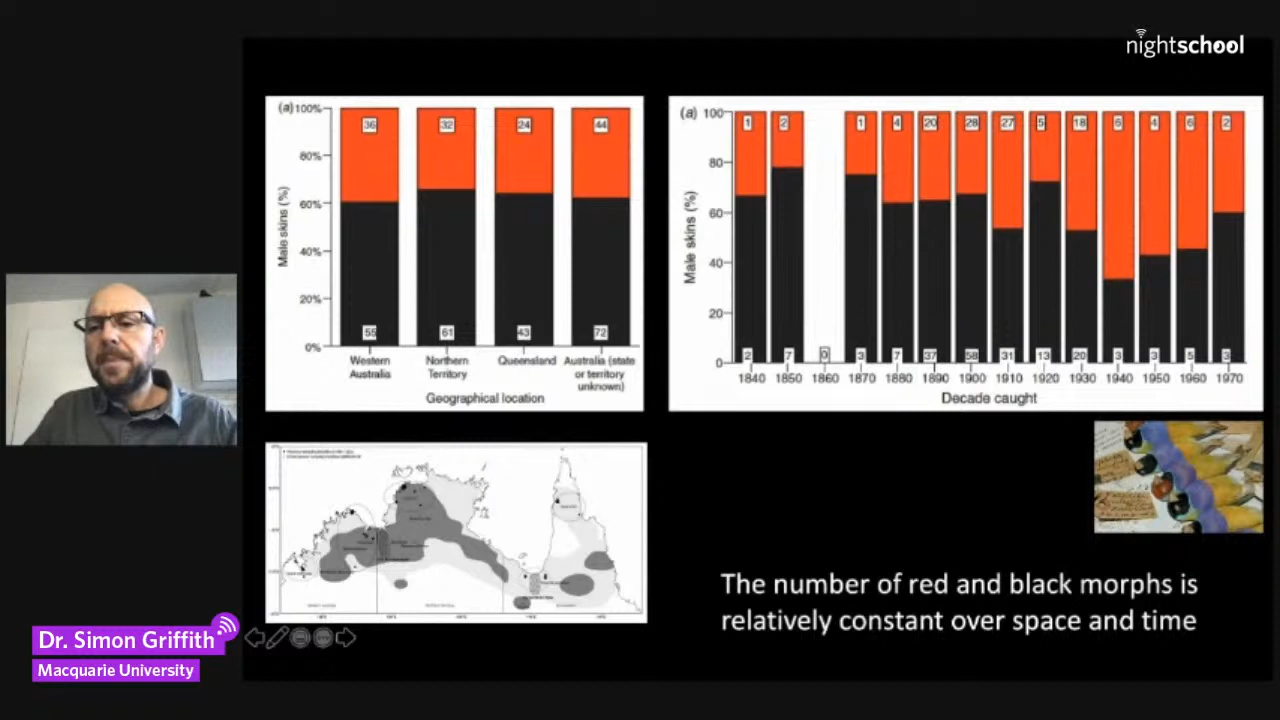 nightschool
(a)
100%
80%
60%
40%
20%
0%
Male skins (%)
36 32 24 44
55 61 43 72
Western Australia
Northern Territory
Queensland
Australia (state or territory unknown)
Geographical location
(a)
100
80
60
40
20
0
Male skins (%)
1 2 1 4 20 28 27 5 18 6 4 6 2
2 7 0 3 7 37 58 31 13 20 3 3 5 3
1840 1850 1860 1870 1880 1890 1900 1910 1920 1930 1940 1950 1960 1970
Decade caught
The number of red and black morphs is
relatively constant over space and time
Dr. Simon Griffith
Macquarie University